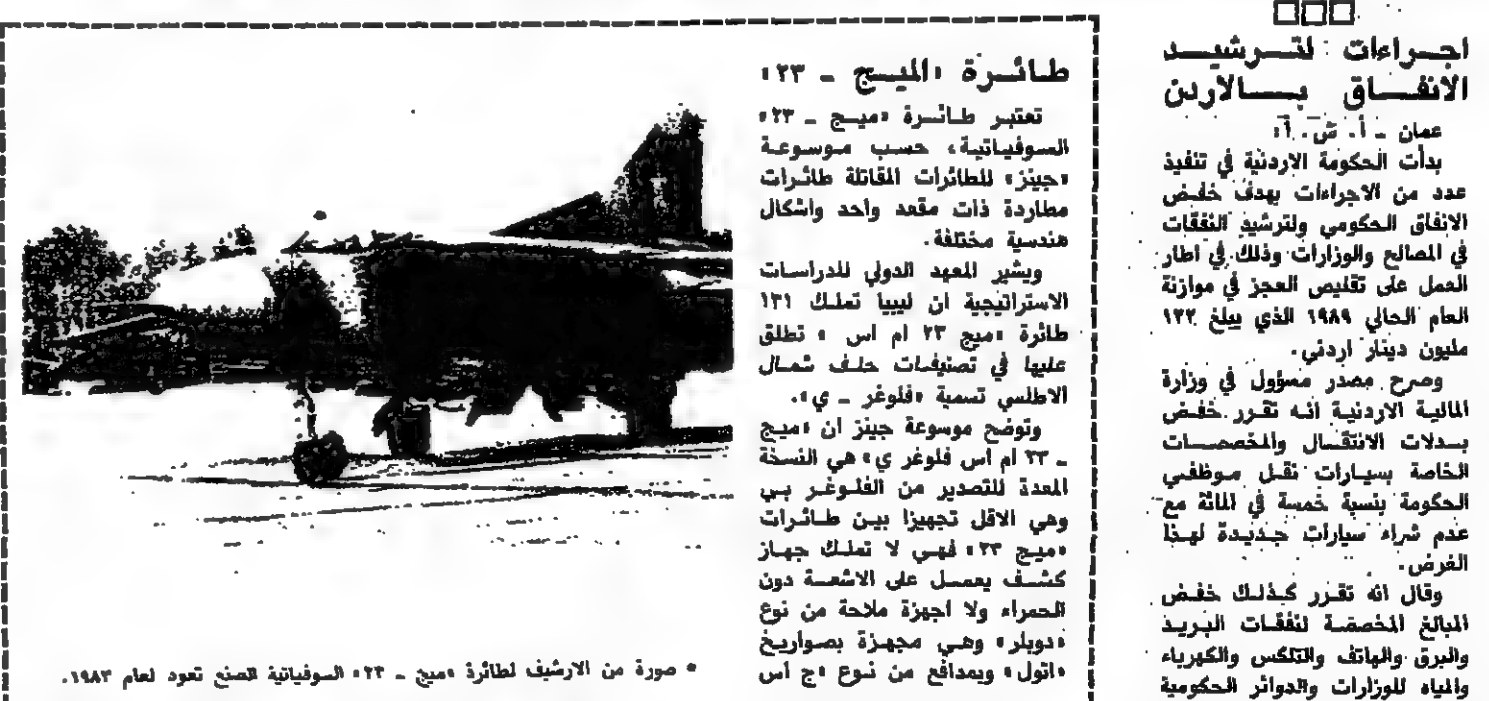 اجراءات لترشيد
الانفاق بالاردن
عمان ـ أ. ش. أ:
بدأت الحكومة الاردنية في تنفيذ
عدد من الاجراءات بهدف خفض
الانفاق الحكومي ولترشيد النفقات
في المصالح والوزارات وذلك في اطار
العمل على تقليص العجز في موازنة
العام الحالي ١٩٨٩ الذي يبلغ ١٢٢
مليون دينار اردني.
وصرح مصدر مسؤول في وزارة
المالية الاردنية انه تقرر خفض
بدلات الانتقال والمخصصات
الخاصة بسيارات نقل موظفي
الحكومة بنسبة خمسة في المائة مع
عدم شراء سيارات جديدة لهذا
الغرض.
وقال انه تقرر كذلك خفض
المبالغ المخصصة لنفقات البريد
والبرق والهاتف والتلكس والكهرباء
والمياه للوزارات والدوائر الحكومية
طائرة «الميج ـ ٢٣»
تعتبر طائرة «ميج ـ ٢٣»
السوفياتية، حسب موسوعة
«جينز» للطائرات المقاتلة طائرات
مطاردة ذات مقعد واحد واشكال
هندسية مختلفة.
ويشير المعهد الدولي للدراسات
الاستراتيجية ان ليبيا تملك ١٣١
طائرة «ميج ٢٣ ام اس » تطلق
عليها في تصنيفات حلف شمال
الاطلسي تسمية «فلوغر ـ ي».
وتوضح موسوعة جينز ان «ميج
ـ ٢٣ ام اس فلوغر ي» هي النسخة
المعدة للتصدير من الفلوغر بي
وهي الاقل تجهيزا بين طائرات
«ميج ٢٣» فهي لا تملك جهاز
كشف يعمل على الاشعة دون
الحمراء ولا اجهزة ملاحة من نوع
«دوبلر» وهي مجهزة بصواريخ
«اتول» وبمدافع من نوع «ج اس
* صورة من الارشيف لطائرة «ميج ـ ٢٣» السوفياتية الصنع تعود لعام ١٩٨٣.